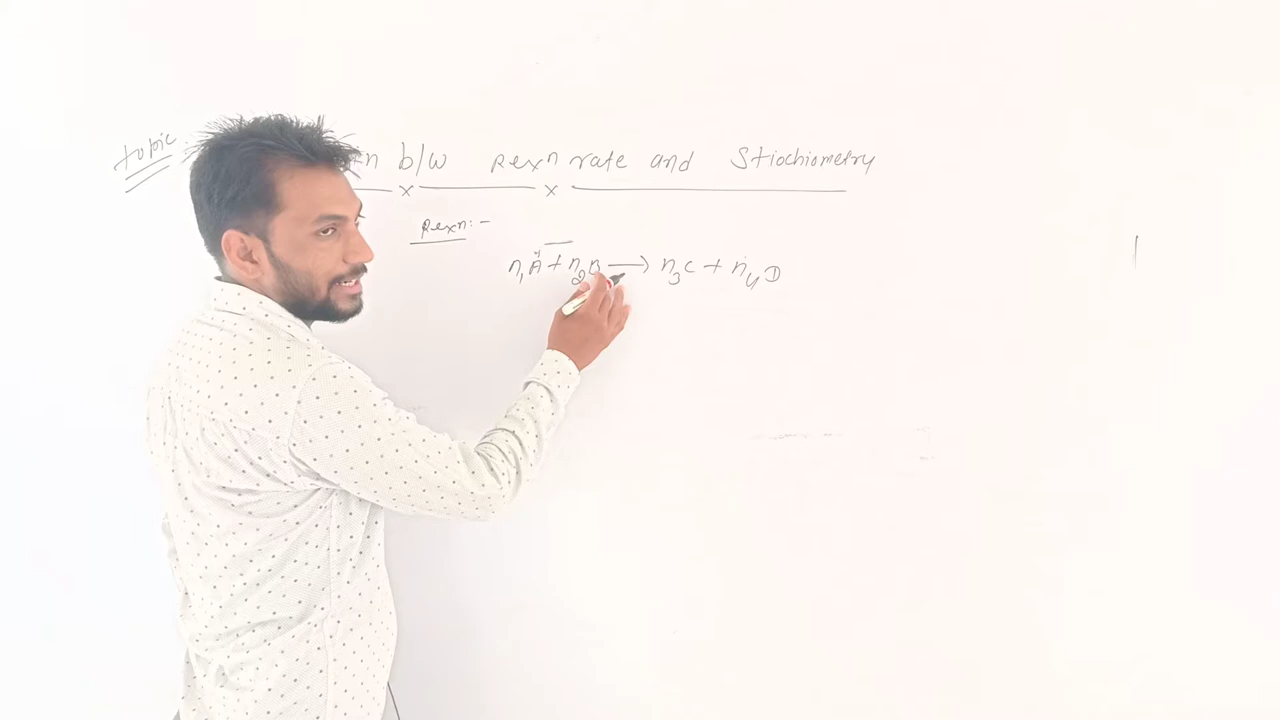 topic
b/w Rexn rate and Stiochiometry
Rexn:-
n₁A + n₂B → n₃C + n₄D